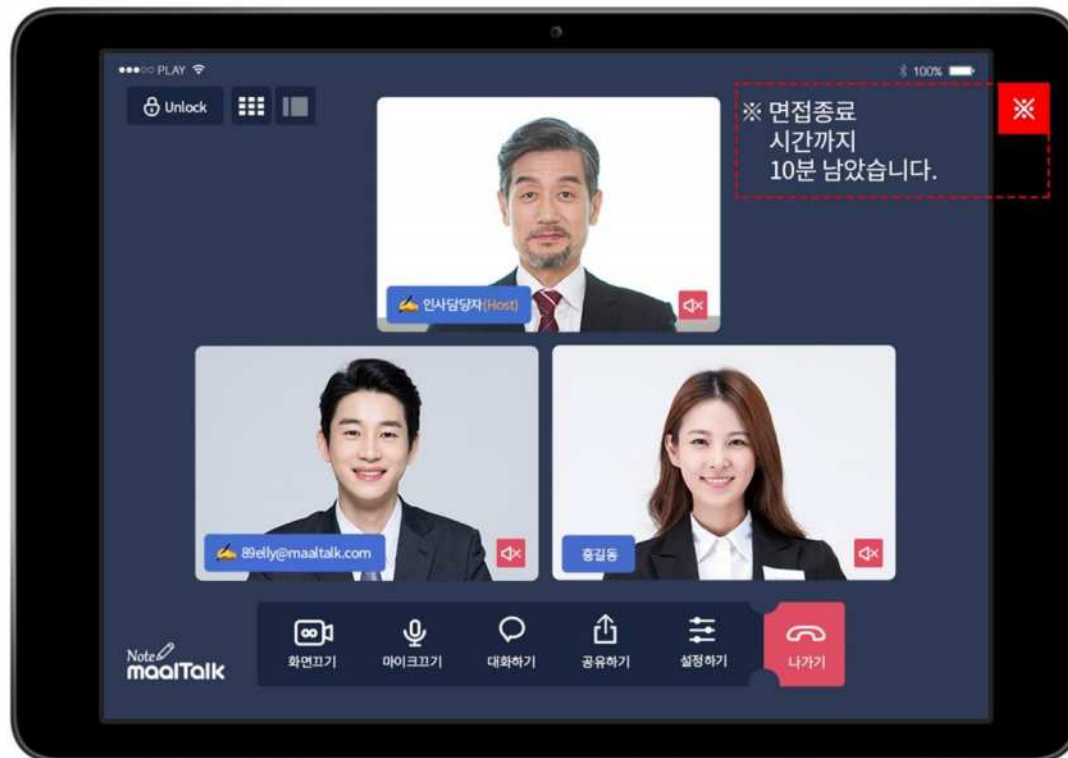 PLAY
100%
Unlock
※ 면접종료
시간까지
10분 남았습니다.
※
인사담당자(Host)
89elly@maaltalk.com
홍길동
화면끄기
마이크끄기
대화하기
공유하기
설정하기
나가기
Note
maalTalk